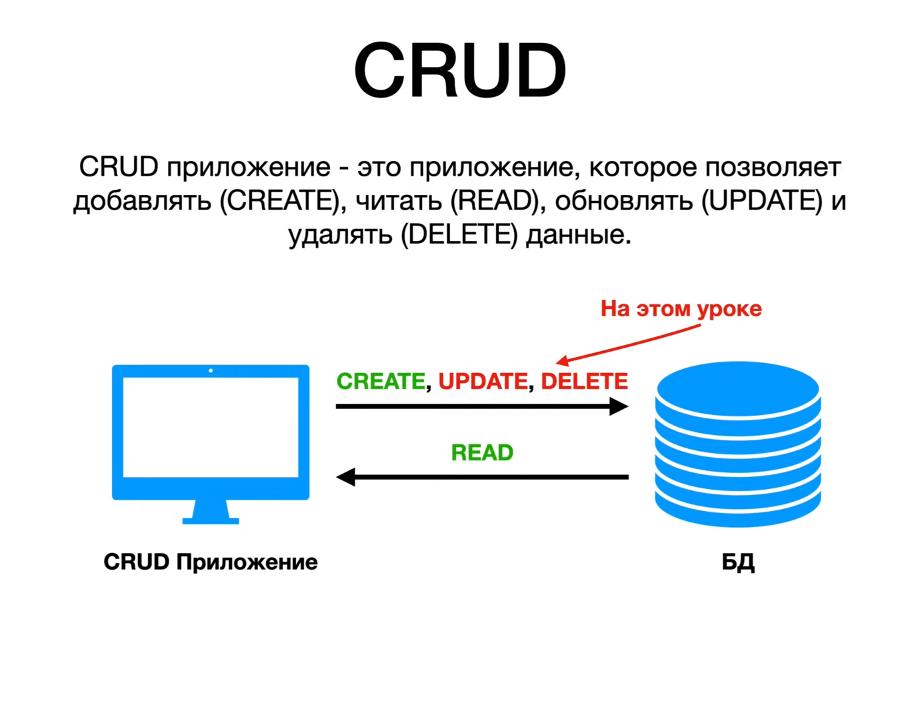 CRUD
CRUD приложение - это приложение, которое позволяет
добавлять (CREATE), читать (READ), обновлять (UPDATE) и
удалять (DELETE) данные.
На этом уроке
CREATE, UPDATE, DELETE
READ
CRUD Приложение
БД